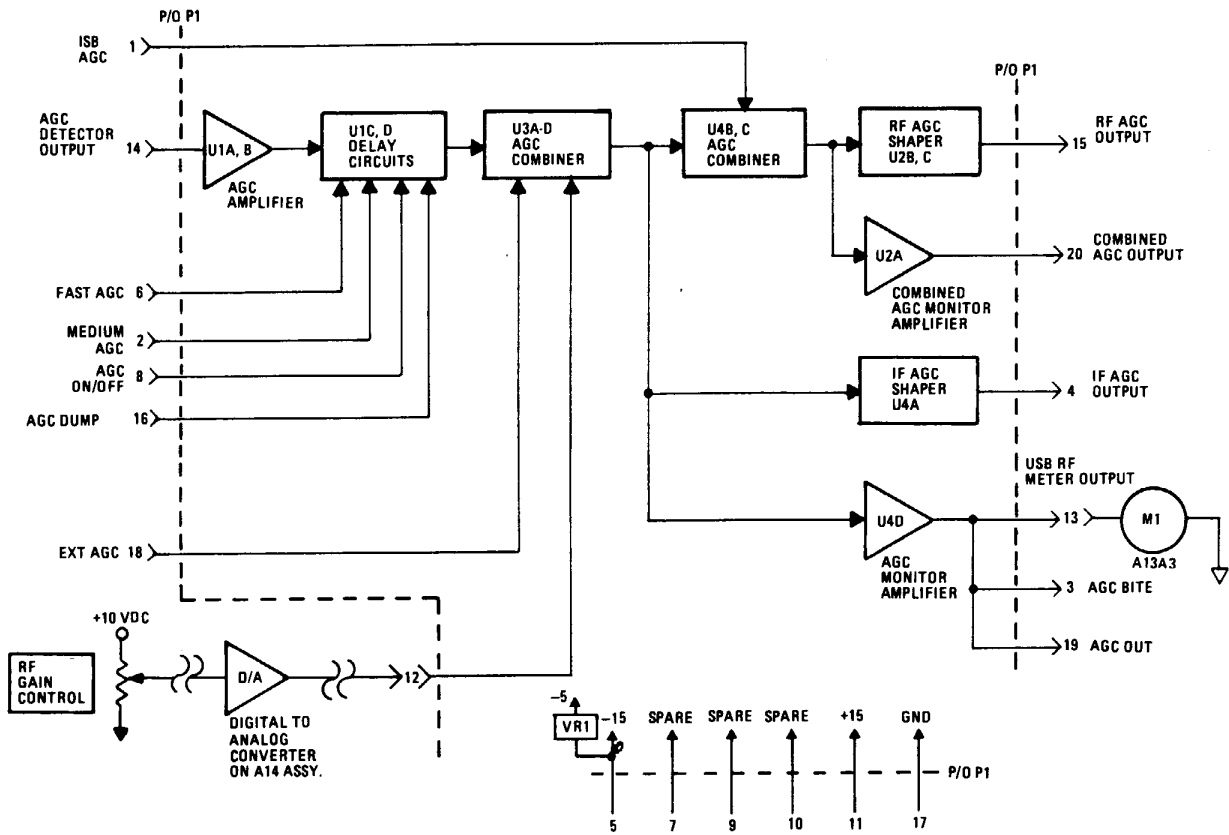 P/O P1
ISB
AGC
1
P/O P1
AGC
DETECTOR
OUTPUT
14
U1A, B
AGC
AMPLIFIER
U1C, D
DELAY
CIRCUITS
U3A-D
AGC
COMBINER
U4B, C
AGC
COMBINER
RF AGC
SHAPER
U2B, C
15
RF AGC
OUTPUT
U2A
COMBINED
AGC MONITOR
AMPLIFIER
20
COMBINED
AGC OUTPUT
FAST AGC 6
MEDIUM
AGC
2
AGC
ON/OFF
8
AGC DUMP 16
IF AGC
SHAPER
U4A
4
IF AGC
OUTPUT
USB RF
METER OUTPUT
U4D
AGC
MONITOR
AMPLIFIER
13
M1
A13A3
EXT AGC 18
3 AGC BITE
19 AGC OUT
+10 VDC
RF
GAIN
CONTROL
D/A
DIGITAL TO
ANALOG
CONVERTER
ON A14 ASSY.
12
-5
VR1
-15
SPARE
SPARE
SPARE
+15
GND
P/O P1
5
7
9
10
11
17